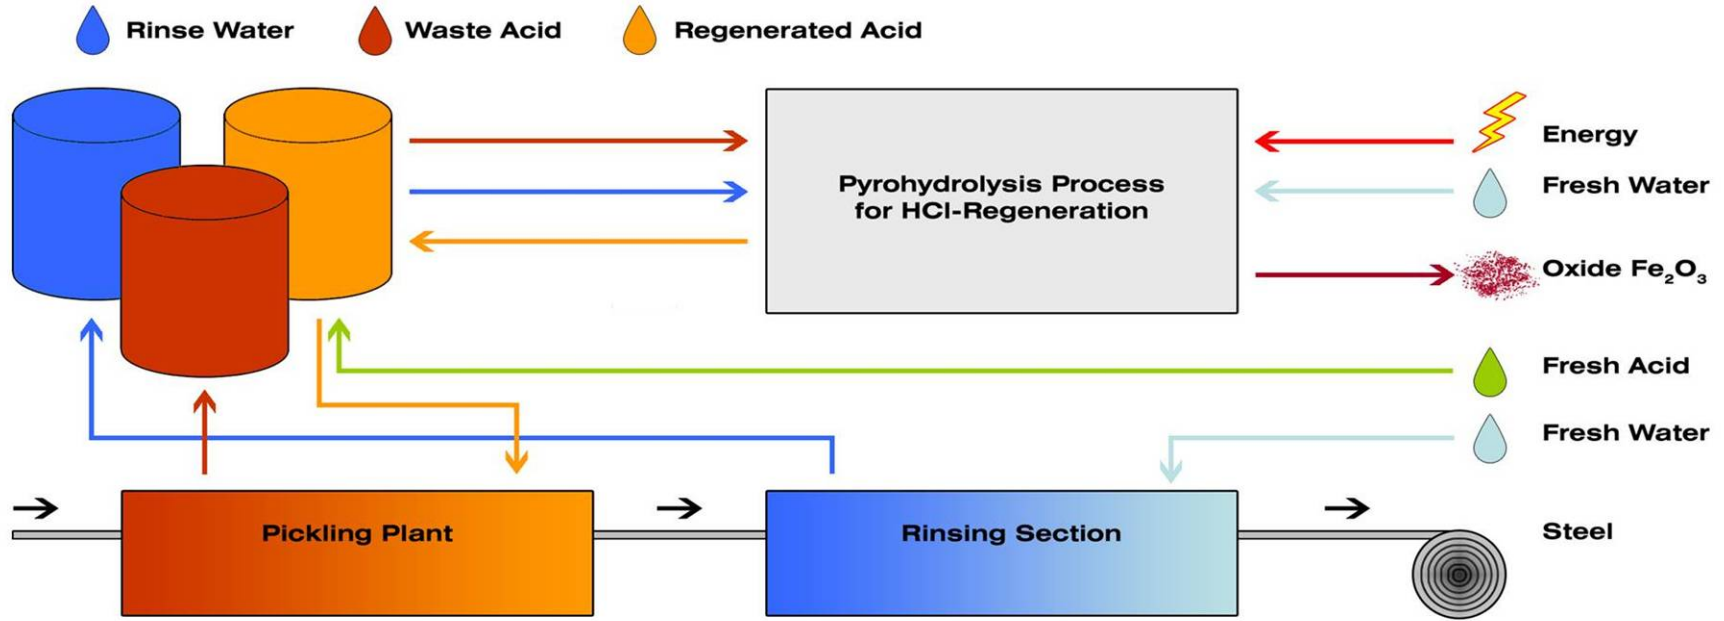 Rinse Water
Waste Acid
Regenerated Acid
Pyrohydrolysis Process
for HCl-Regeneration
Energy
Fresh Water
Oxide Fe₂O₃
Fresh Acid
Fresh Water
Pickling Plant
Rinsing Section
Steel